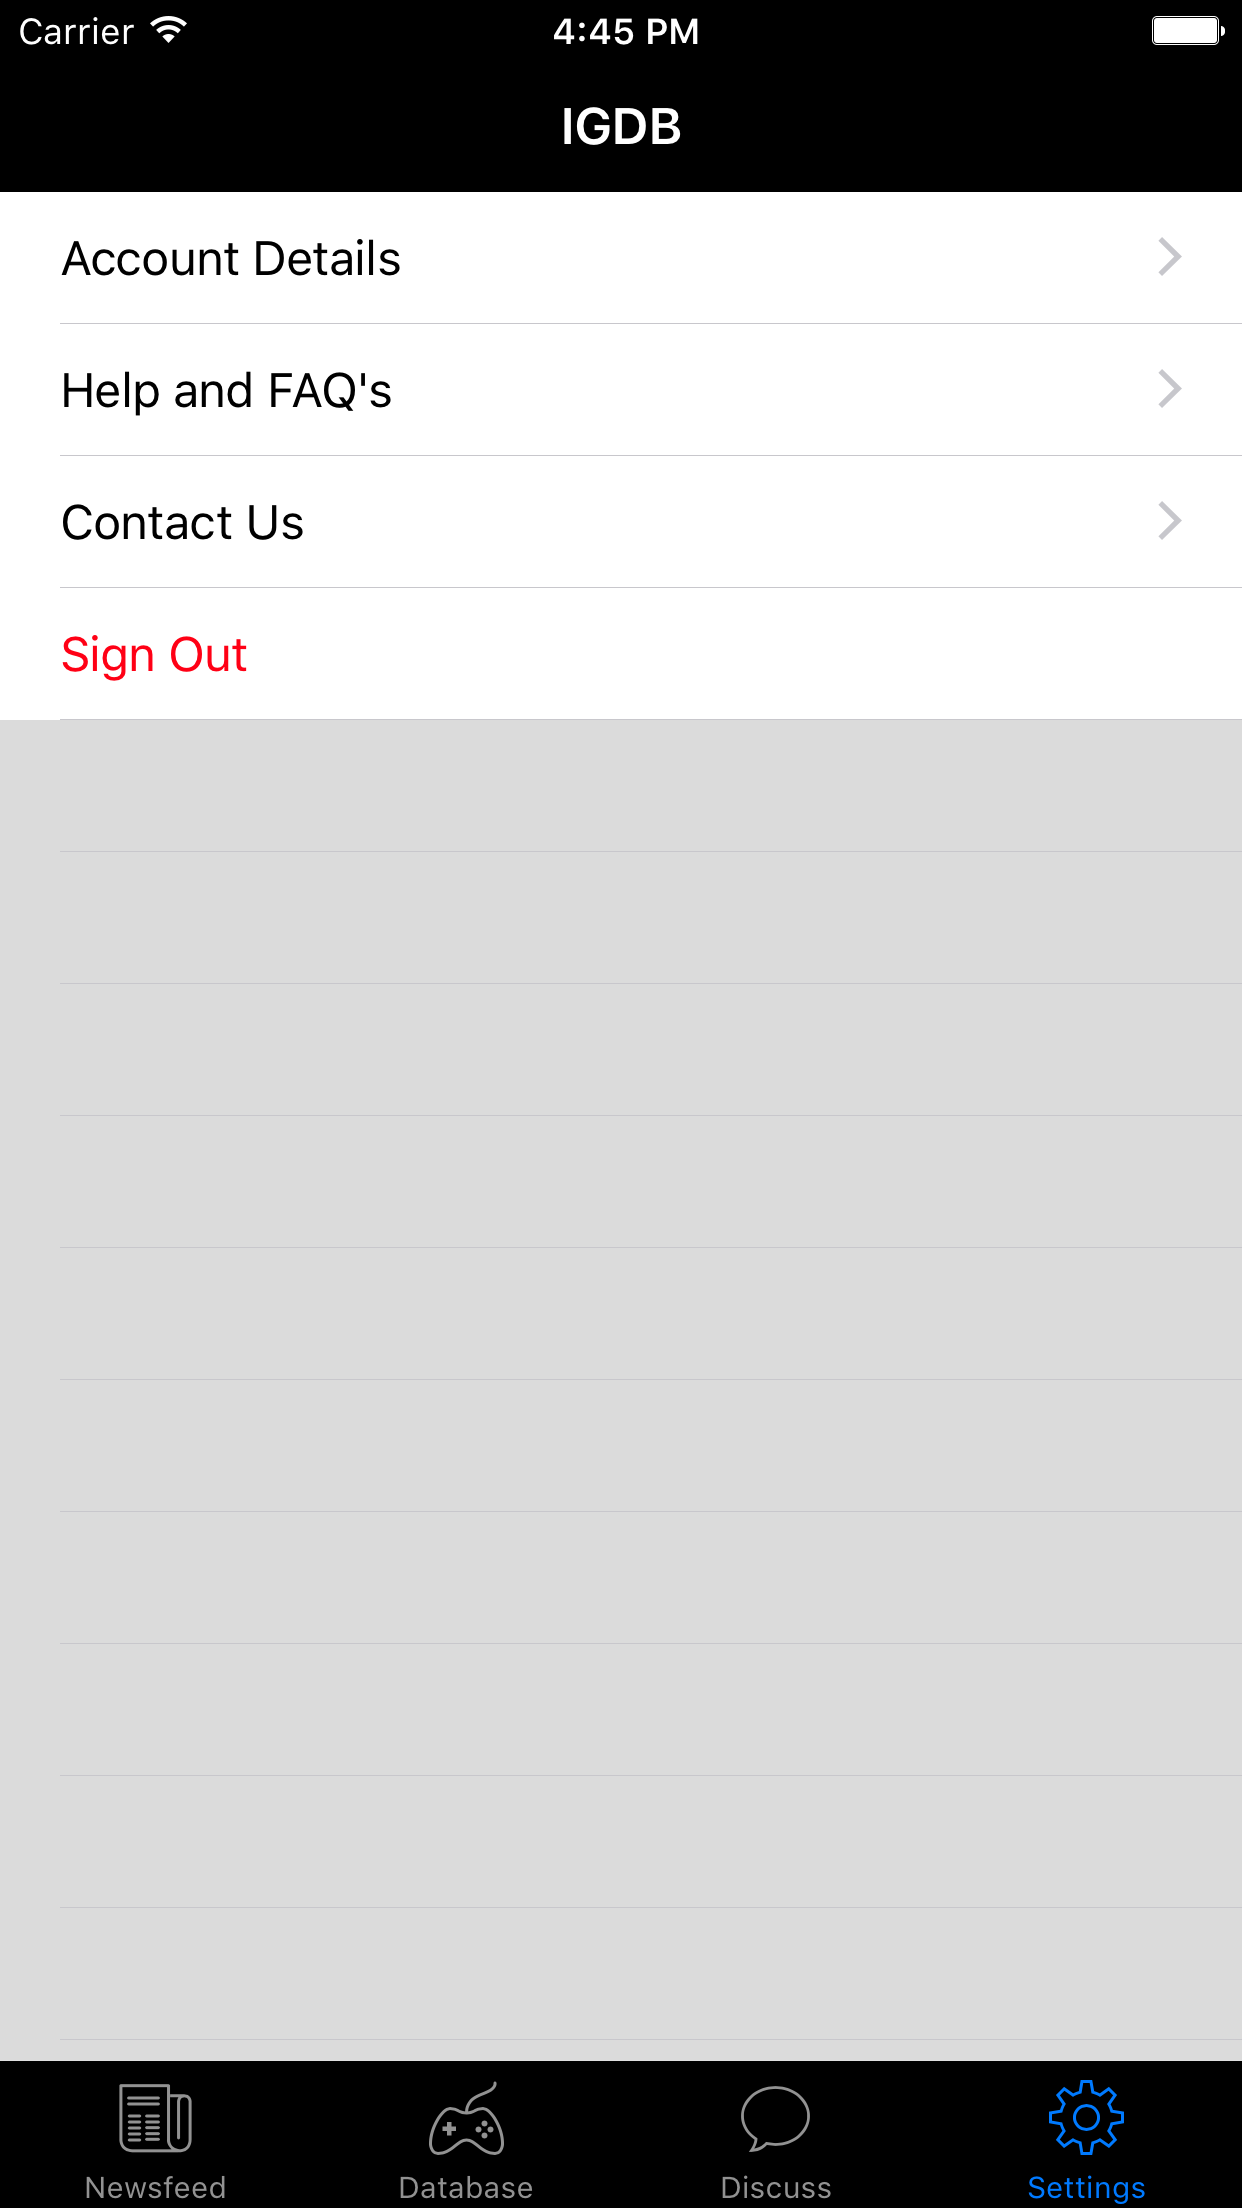 Carrier 4:45 PM
IGDB
Account Details
Help and FAQ's
Contact Us
Sign Out
Newsfeed Database Discuss Settings